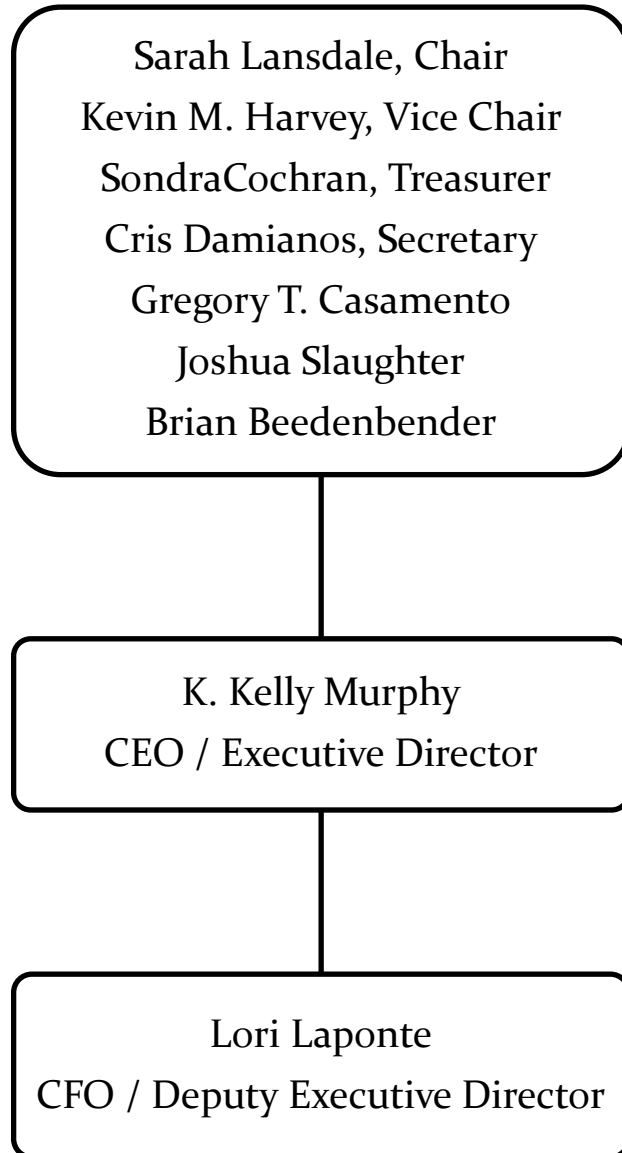 Sarah Lansdale, Chair
Kevin M. Harvey, Vice Chair
SondraCochran, Treasurer
Cris Damianos, Secretary
Gregory T. Casamento
Joshua Slaughter
Brian Beedenbender
K. Kelly Murphy
CEO / Executive Director
Lori Laponte
CFO / Deputy Executive Director